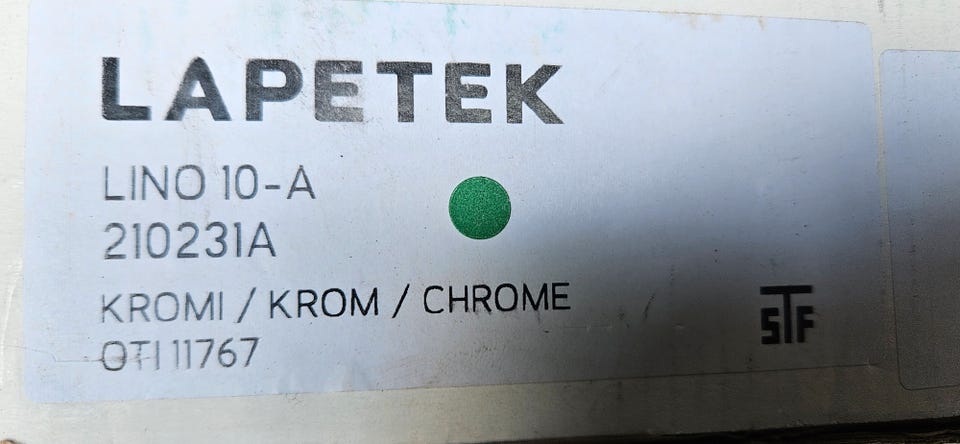 LAPETEK
LINO 10-A
210231A
KROMI / KROM / CHROME
OTI 11767
STF